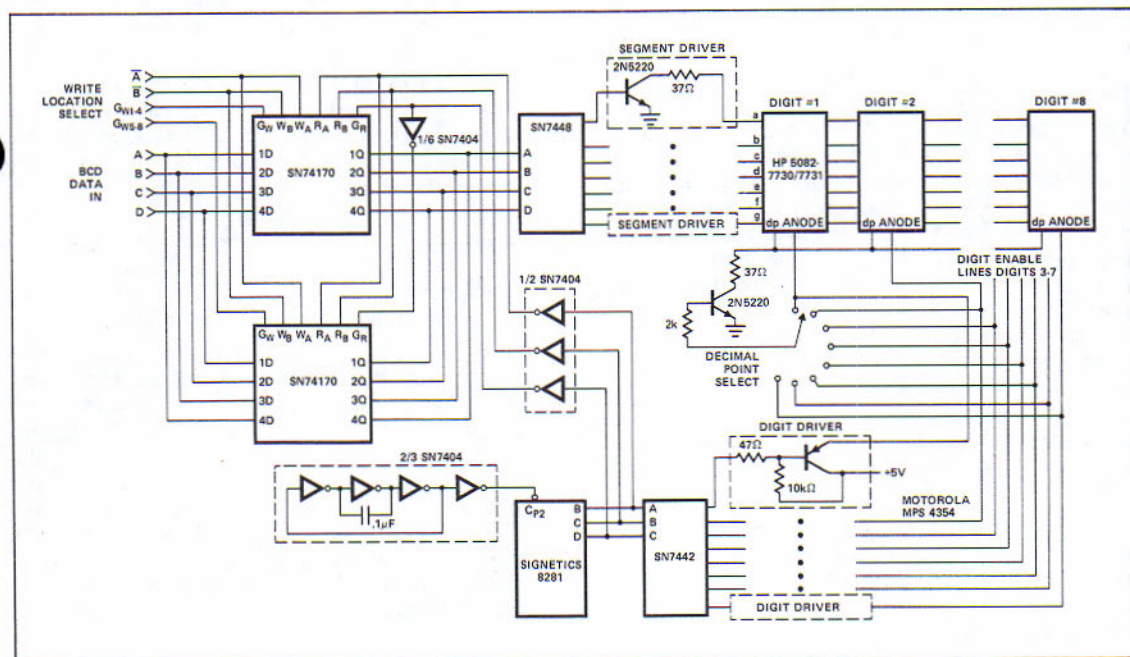 SEGMENT DRIVER
2N5220
37Ω
WRITE
LOCATION
SELECT
A̅
B̅
GW1-4
GW5-8
BCD
DATA
IN
A
B
C
D
GW WB WA RA RB GR
1D 1Q
2D 2Q
SN74170
3D 3Q
4D 4Q
1/6 SN7404
SN7448
A
B
C
D
a
b
c
d
e
f
g
SEGMENT DRIVER
DIGIT #1
HP 5082-
7730/7731
dp ANODE
DIGIT #2
dp ANODE
DIGIT #8
dp ANODE
DIGIT ENABLE
LINES DIGITS 3-7
37Ω
2N5220
2k
DECIMAL
POINT
SELECT
1/2 SN7404
GW WB WA RA RB GR
1D 1Q
2D 2Q
SN74170
3D 3Q
4D 4Q
2/3 SN7404
.1μF
CP2
B
C
D
SIGNETICS
8281
A
B
C
SN7442
DIGIT DRIVER
47Ω
10kΩ
+5V
MOTOROLA
MPS 4354
DIGIT DRIVER